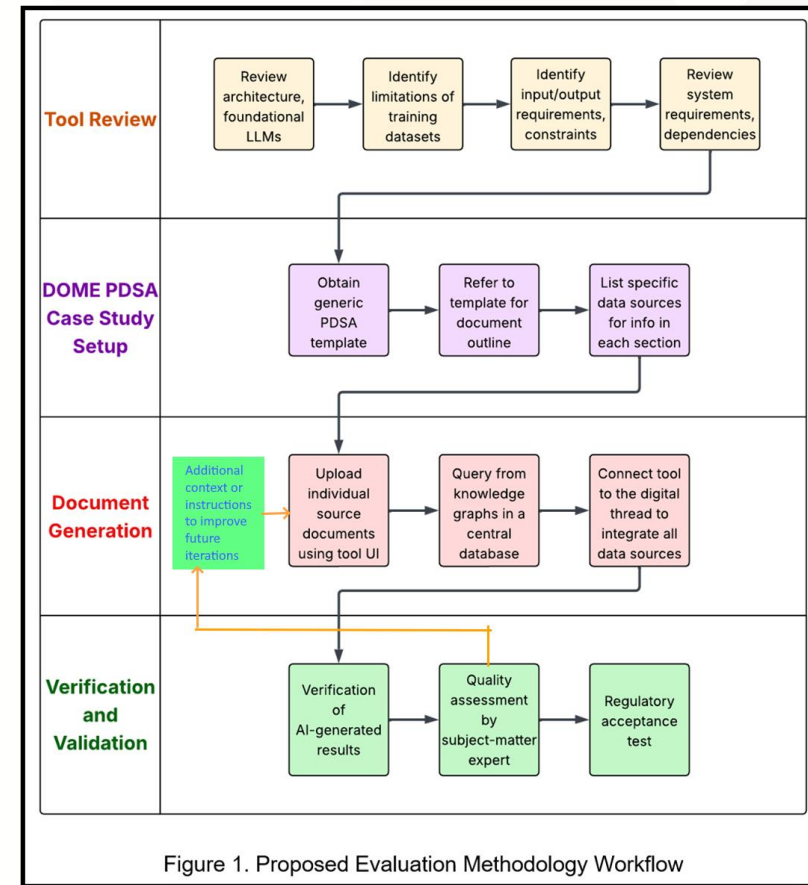 Tool Review
Review
architecture,
foundational
LLMs
Identify
limitations of
training
datasets
Identify
input/output
requirements,
constraints
Review
system
requirements,
dependencies
DOME PDSA
Case Study
Setup
Obtain
generic
PDSA
template
Refer to
template for
document
outline
List specific
data sources
for info in
each section
Document
Generation
Additional
context or
instructions
to improve
future
iterations
Upload
individual
source
documents
using tool UI
Query from
knowledge
graphs in a
central
database
Connect tool
to the digital
thread to
integrate all
data sources
Verification
and
Validation
Verification
of
AI-generated
results
Quality
assessment
by
subject-matter
expert
Regulatory
acceptance
test
Figure 1. Proposed Evaluation Methodology Workflow